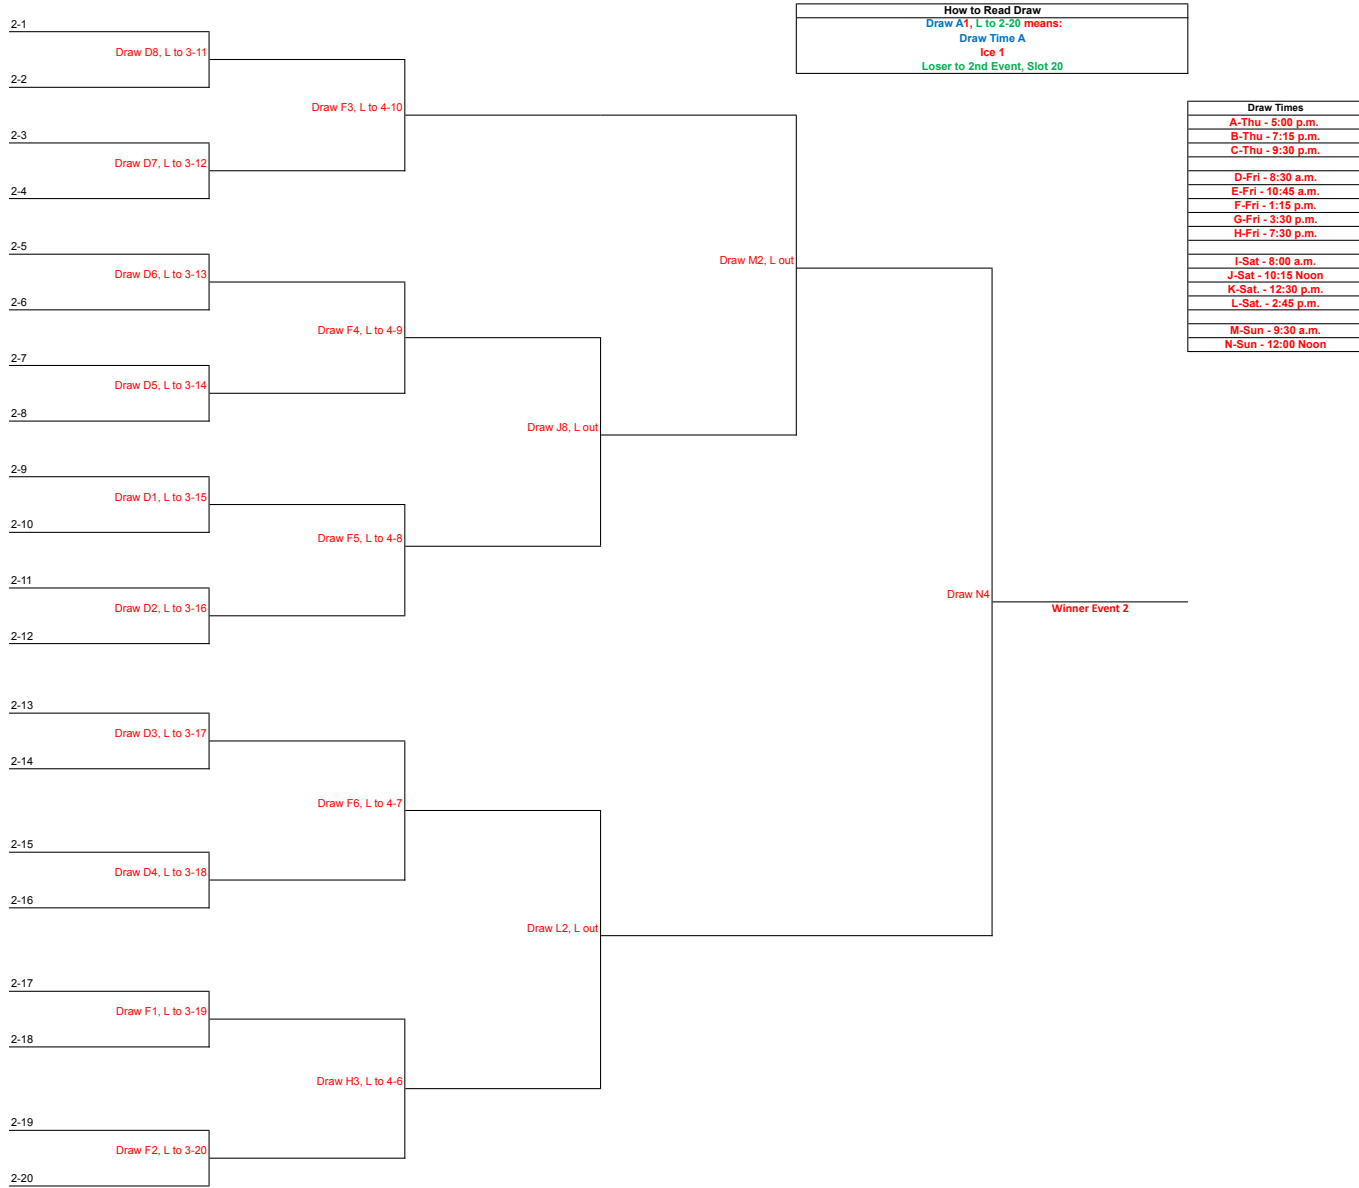 How to Read Draw
Draw A1, L to 2-20 means:
Draw Time A
Ice 1
Loser to 2nd Event, Slot 20
Draw Times
A-Thu - 5:00 p.m.
B-Thu - 7:15 p.m.
C-Thu - 9:30 p.m.
D-Fri - 8:30 a.m.
E-Fri - 10:45 a.m.
F-Fri - 1:15 p.m.
G-Fri - 3:30 p.m.
H-Fri - 7:30 p.m.
I-Sat - 8:00 a.m.
J-Sat - 10:15 Noon
K-Sat. - 12:30 p.m.
L-Sat. - 2:45 p.m.
M-Sun - 9:30 a.m.
N-Sun - 12:00 Noon
2-1
Draw D8, L to 3-11
2-2
Draw F3, L to 4-10
2-3
Draw D7, L to 3-12
2-4
2-5
Draw M2, L out
Draw D6, L to 3-13
2-6
Draw F4, L to 4-9
2-7
Draw D5, L to 3-14
2-8
Draw J8, L out
2-9
Draw D1, L to 3-15
2-10
Draw F5, L to 4-8
2-11
Draw N4
Draw D2, L to 3-16
Winner Event 2
2-12
2-13
Draw D3, L to 3-17
2-14
Draw F6, L to 4-7
2-15
Draw D4, L to 3-18
2-16
Draw L2, L out
2-17
Draw F1, L to 3-19
2-18
Draw H3, L to 4-6
2-19
Draw F2, L to 3-20
2-20